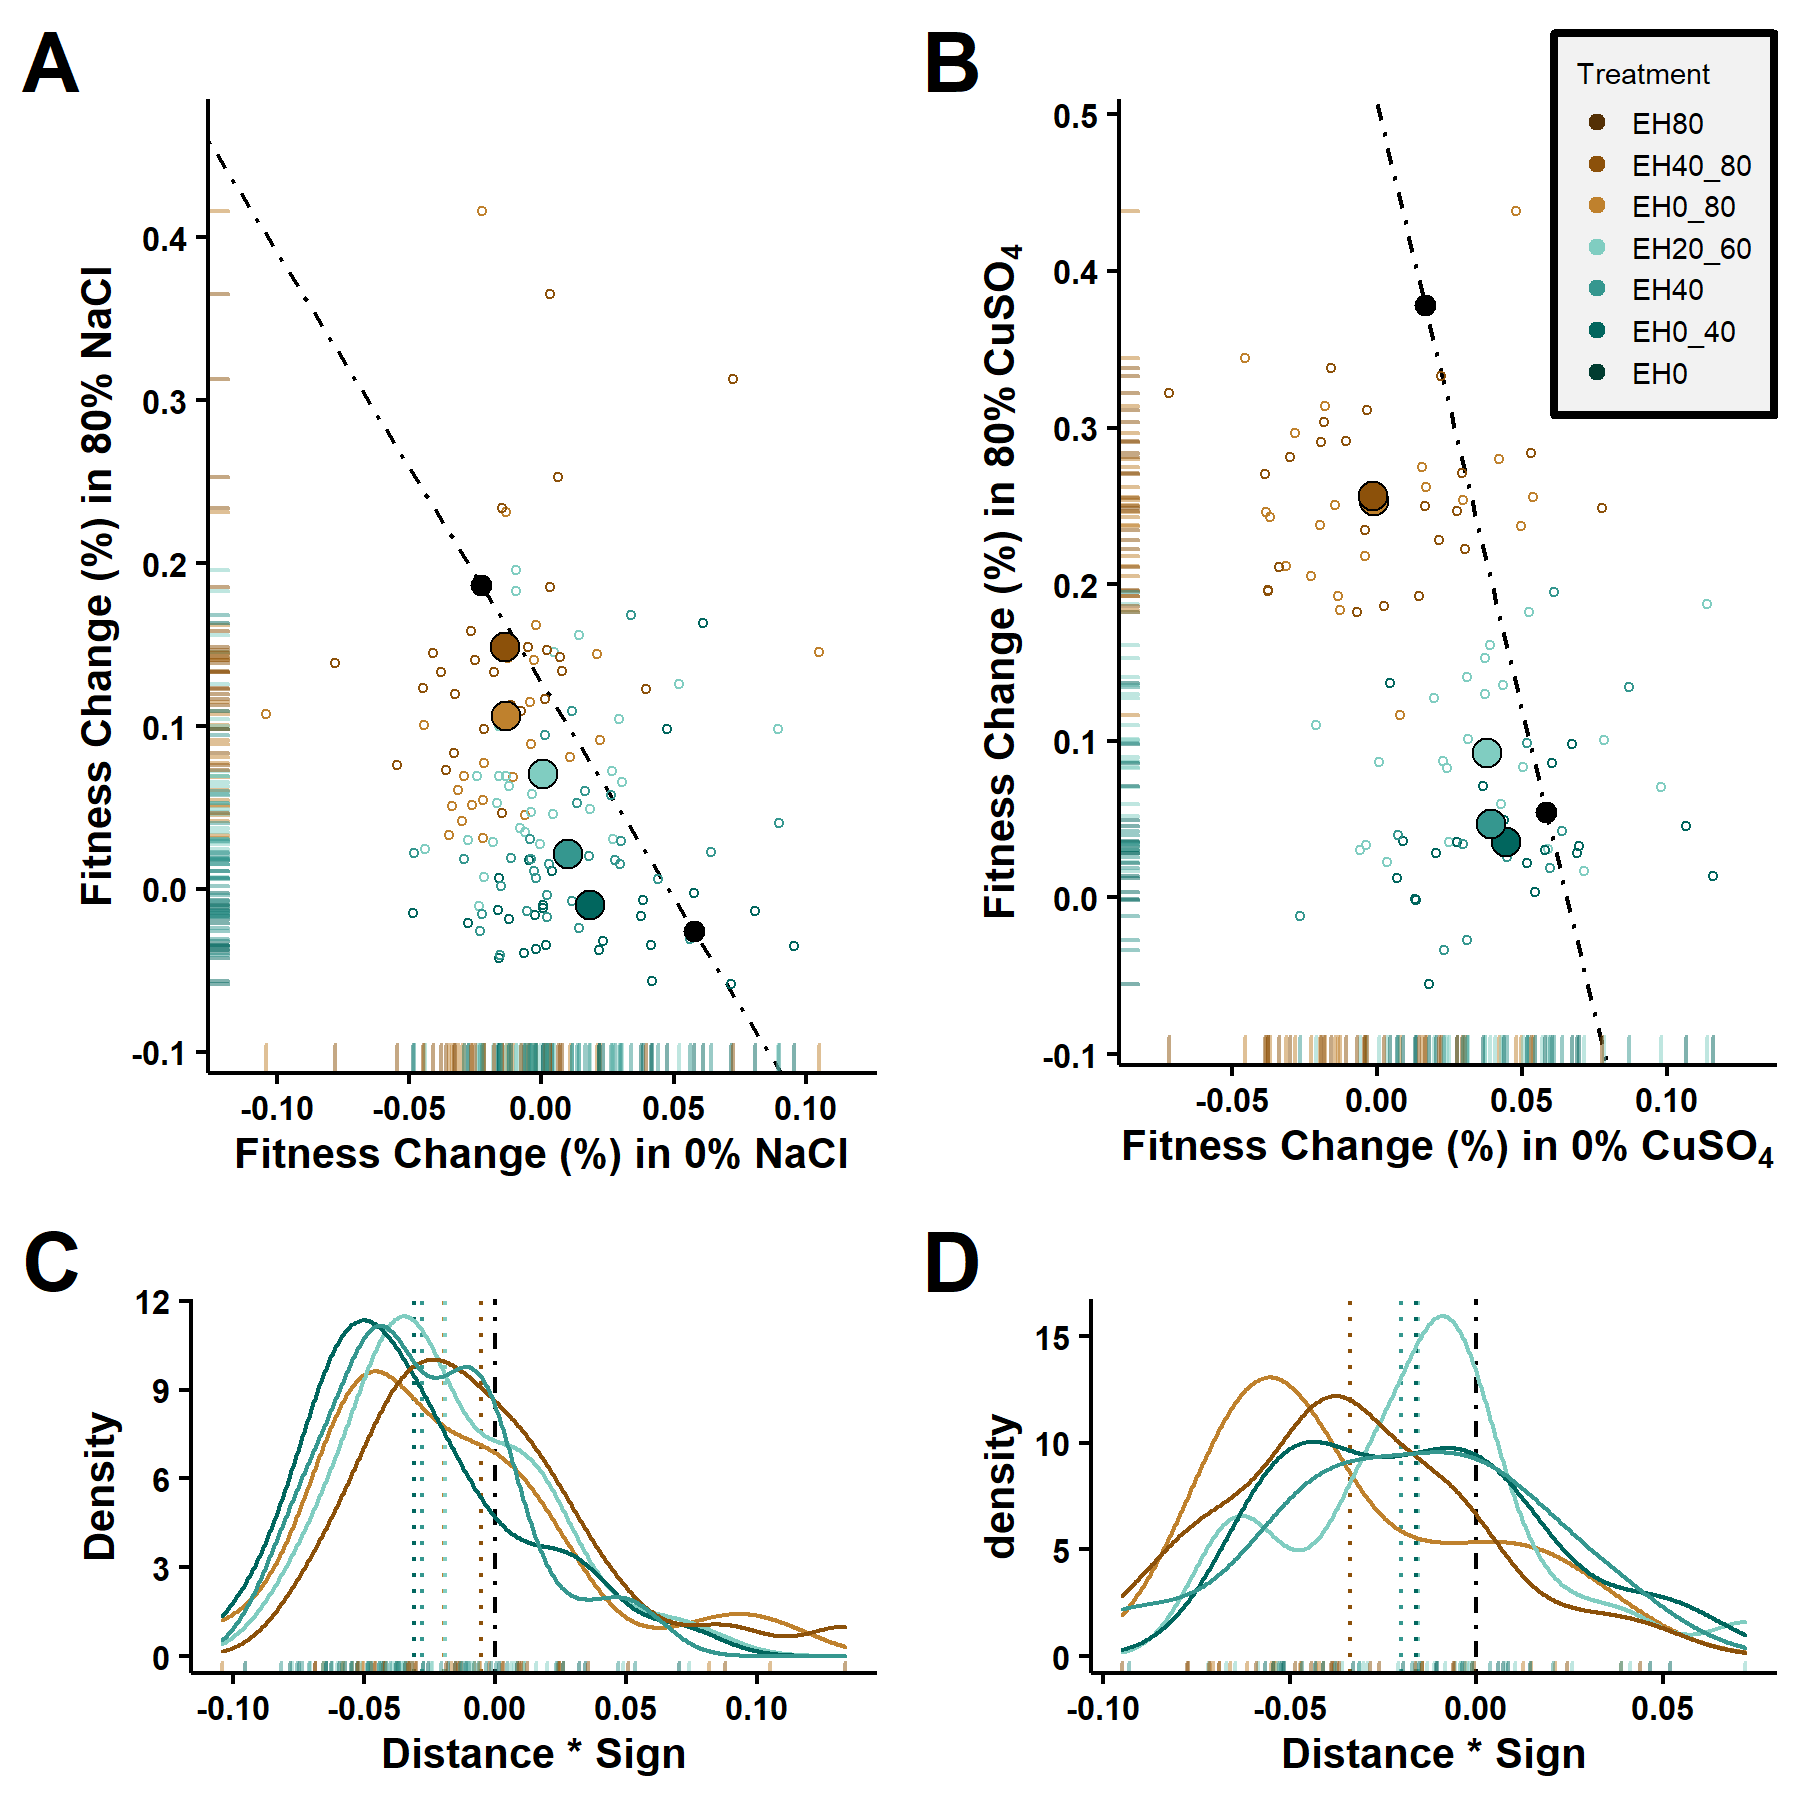 A
B
Treatment
EH80
EH40_80
EH0_80
EH20_60
EH40
EH0_40
EH0
Fitness Change (%) in 80% NaCl
0.4
0.3
0.2
0.1
0.0
-0.1
-0.10 -0.05 0.00 0.05 0.10
Fitness Change (%) in 0% NaCl
Fitness Change (%) in 80% CuSO4
0.5
0.4
0.3
0.2
0.1
0.0
-0.1
-0.05 0.00 0.05 0.10
Fitness Change (%) in 0% CuSO4
C
Density
12
9
6
3
0
-0.10 -0.05 0.00 0.05 0.10
Distance * Sign
D
density
15
10
5
0
-0.10 -0.05 0.00 0.05
Distance * Sign